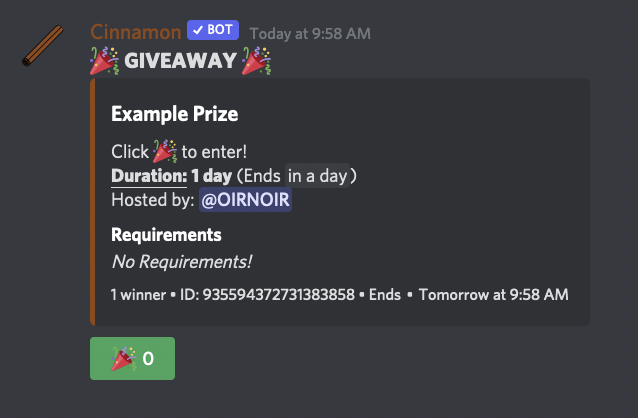 Cinnamon ✓ BOT Today at 9:58 AM
🎉 GIVEAWAY 🎉
Example Prize
Click 🎉 to enter!
Duration: 1 day (Ends in a day)
Hosted by: @OIRNOIR
Requirements
No Requirements!
1 winner • ID: 935594372731383858 • Ends • Tomorrow at 9:58 AM
🎉 0